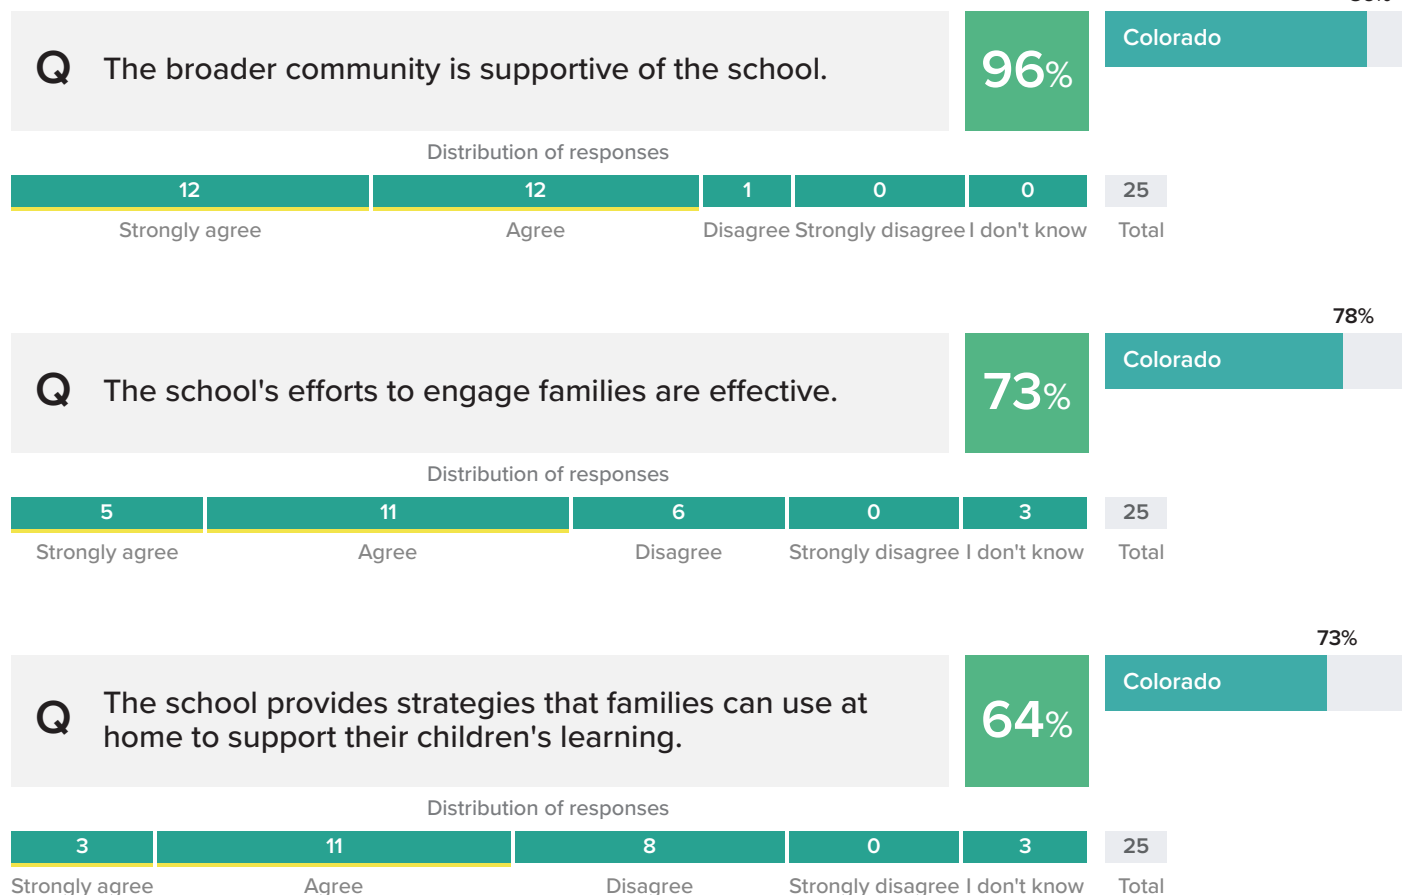 Q The broader community is supportive of the school. 96% Colorado
Distribution of responses
12 12 1 0 0 25
Strongly agree Agree Disagree Strongly disagree I don't know Total
78%
Q The school's efforts to engage families are effective. 73% Colorado
Distribution of responses
5 11 6 0 3 25
Strongly agree Agree Disagree Strongly disagree I don't know Total
73%
Q The school provides strategies that families can use at
home to support their children's learning. 64% Colorado
Distribution of responses
3 11 8 0 3 25
Strongly agree Agree Disagree Strongly disagree I don't know Total